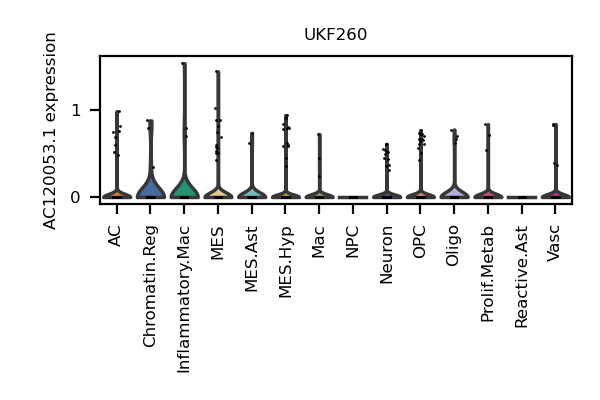 UKF260
AC120053.1 expression
1
0
AC
Chromatin.Reg
Inflammatory.Mac
MES
MES.Ast
MES.Hyp
Mac
NPC
Neuron
OPC
Oligo
Prolif.Metab
Reactive.Ast
Vasc